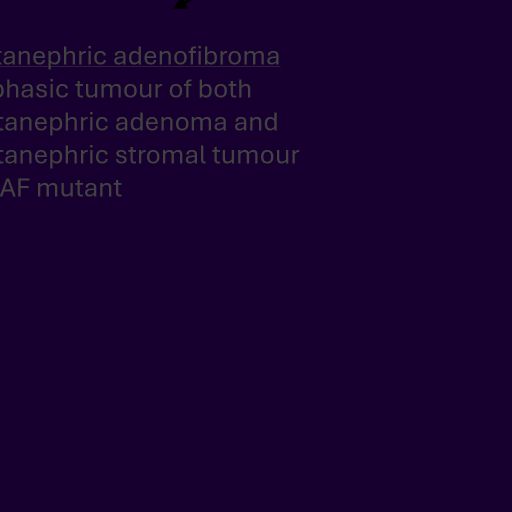 tanephric adenofibroma
phasic tumour of both
tanephric adenoma and
tanephric stromal tumour
AF mutant